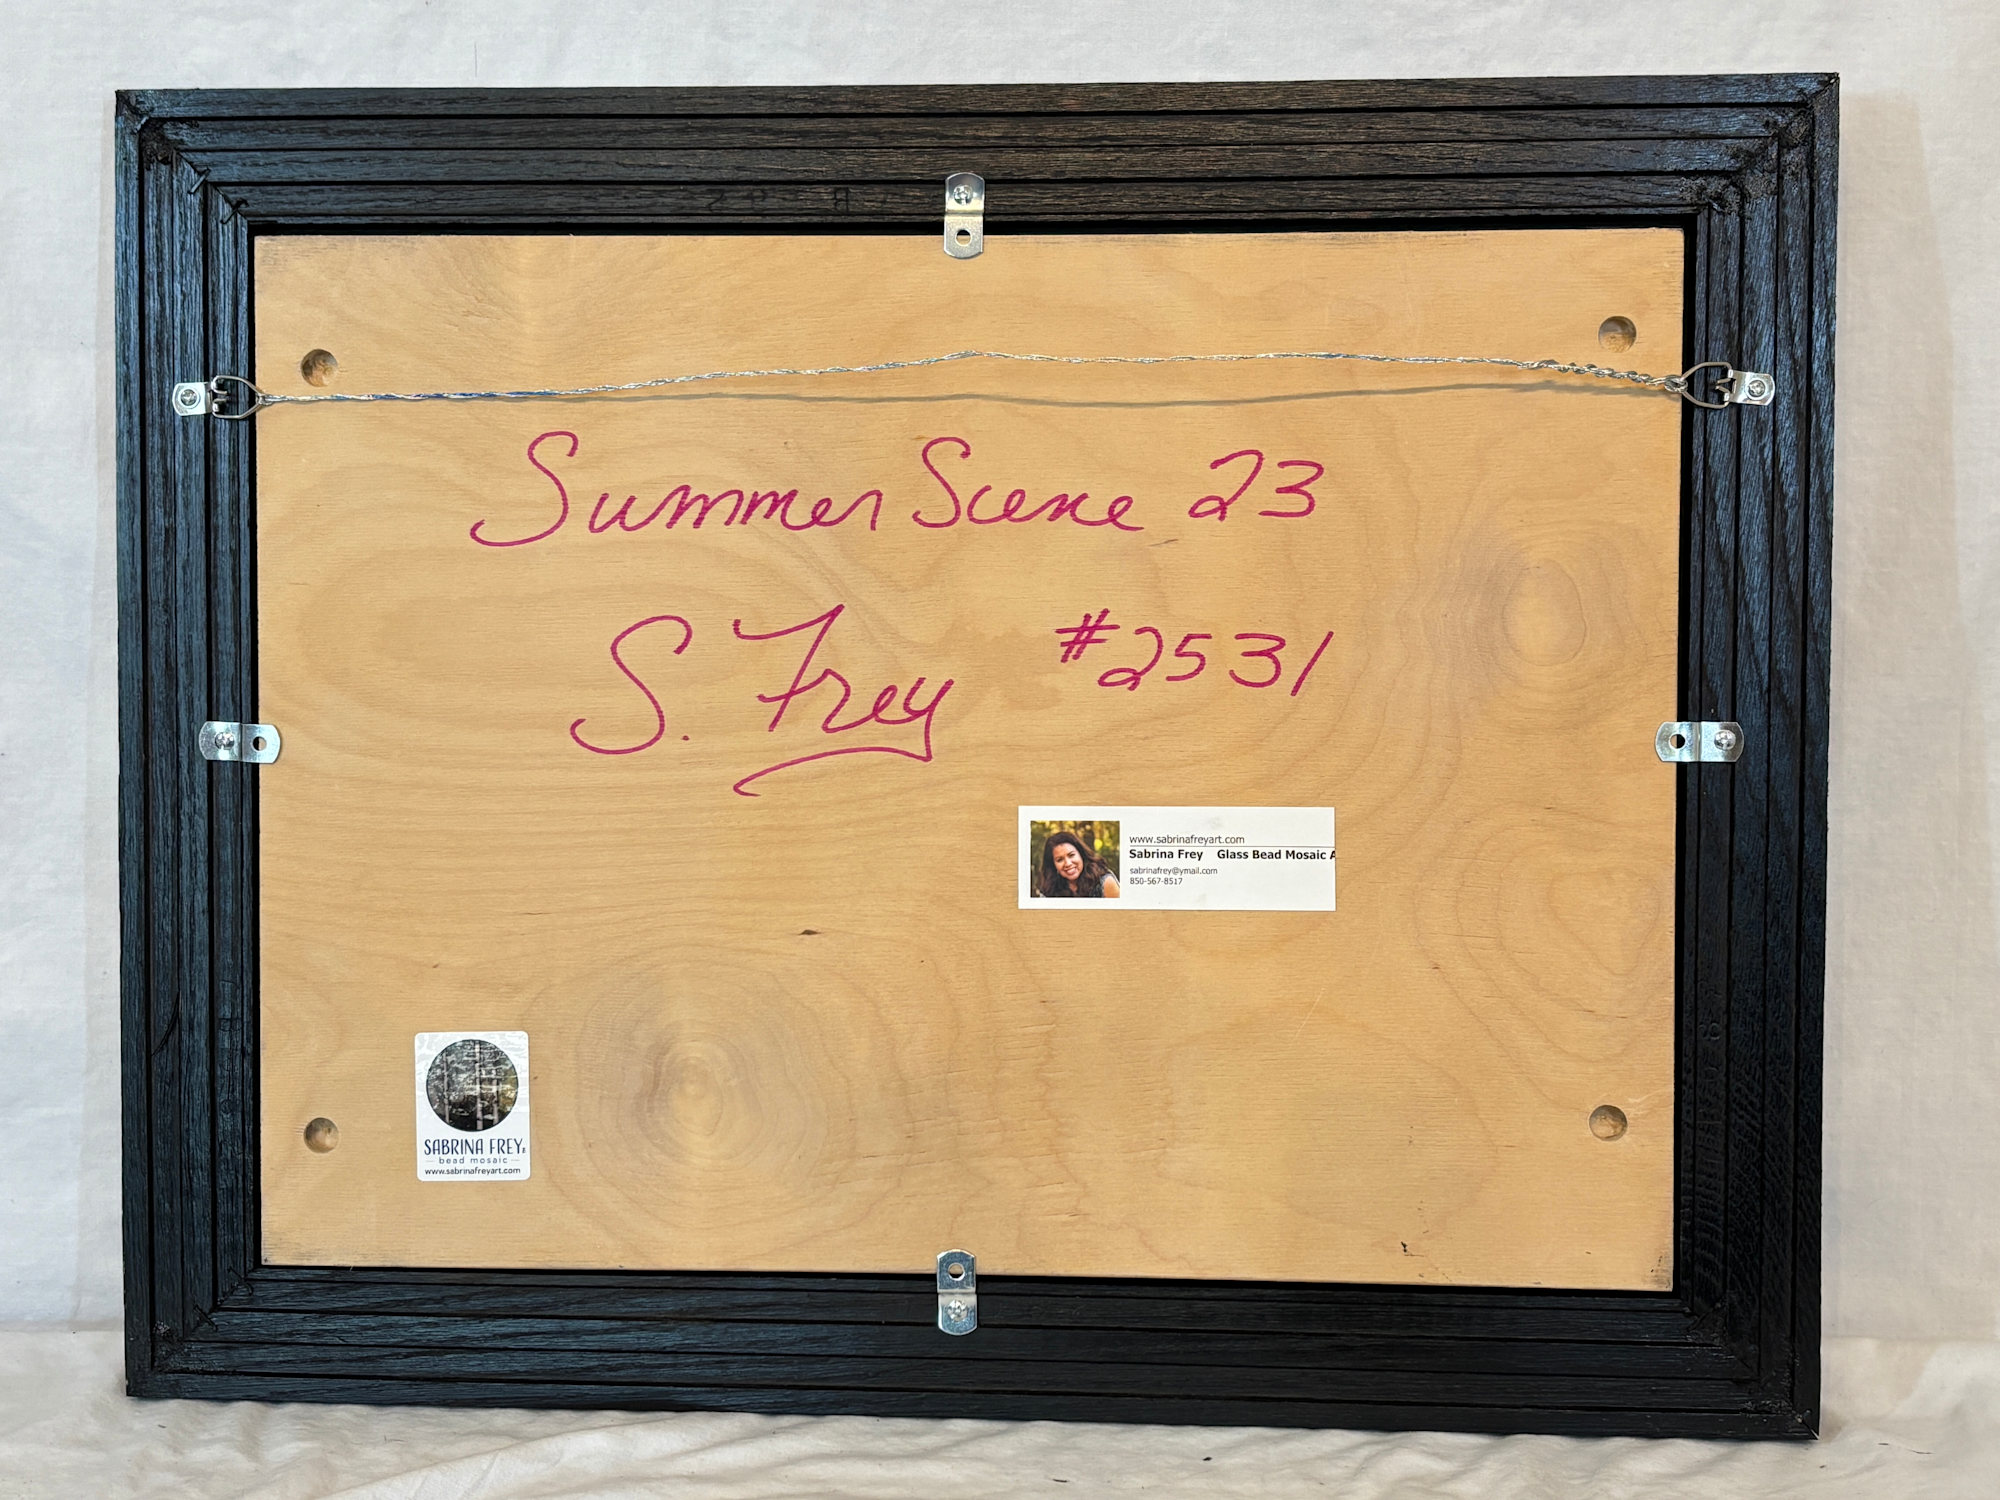 Summer Scene 23
S. Frey #2531
www.sabrinafreyart.com
Sabrina Frey Glass Bead Mosaic A
sabrinafrey@ymail.com
850-567-8517
SABRINA FREY
bead mosaic
www.sabrinafreyart.com